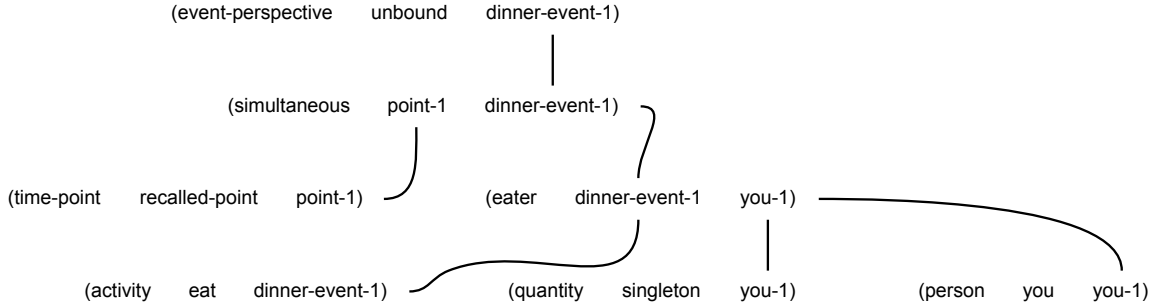 (event-perspective unbound dinner-event-1)
(simultaneous point-1 dinner-event-1)
(time-point recalled-point point-1) (eater dinner-event-1 you-1)
(activity eat dinner-event-1) (quantity singleton you-1) (person you you-1)